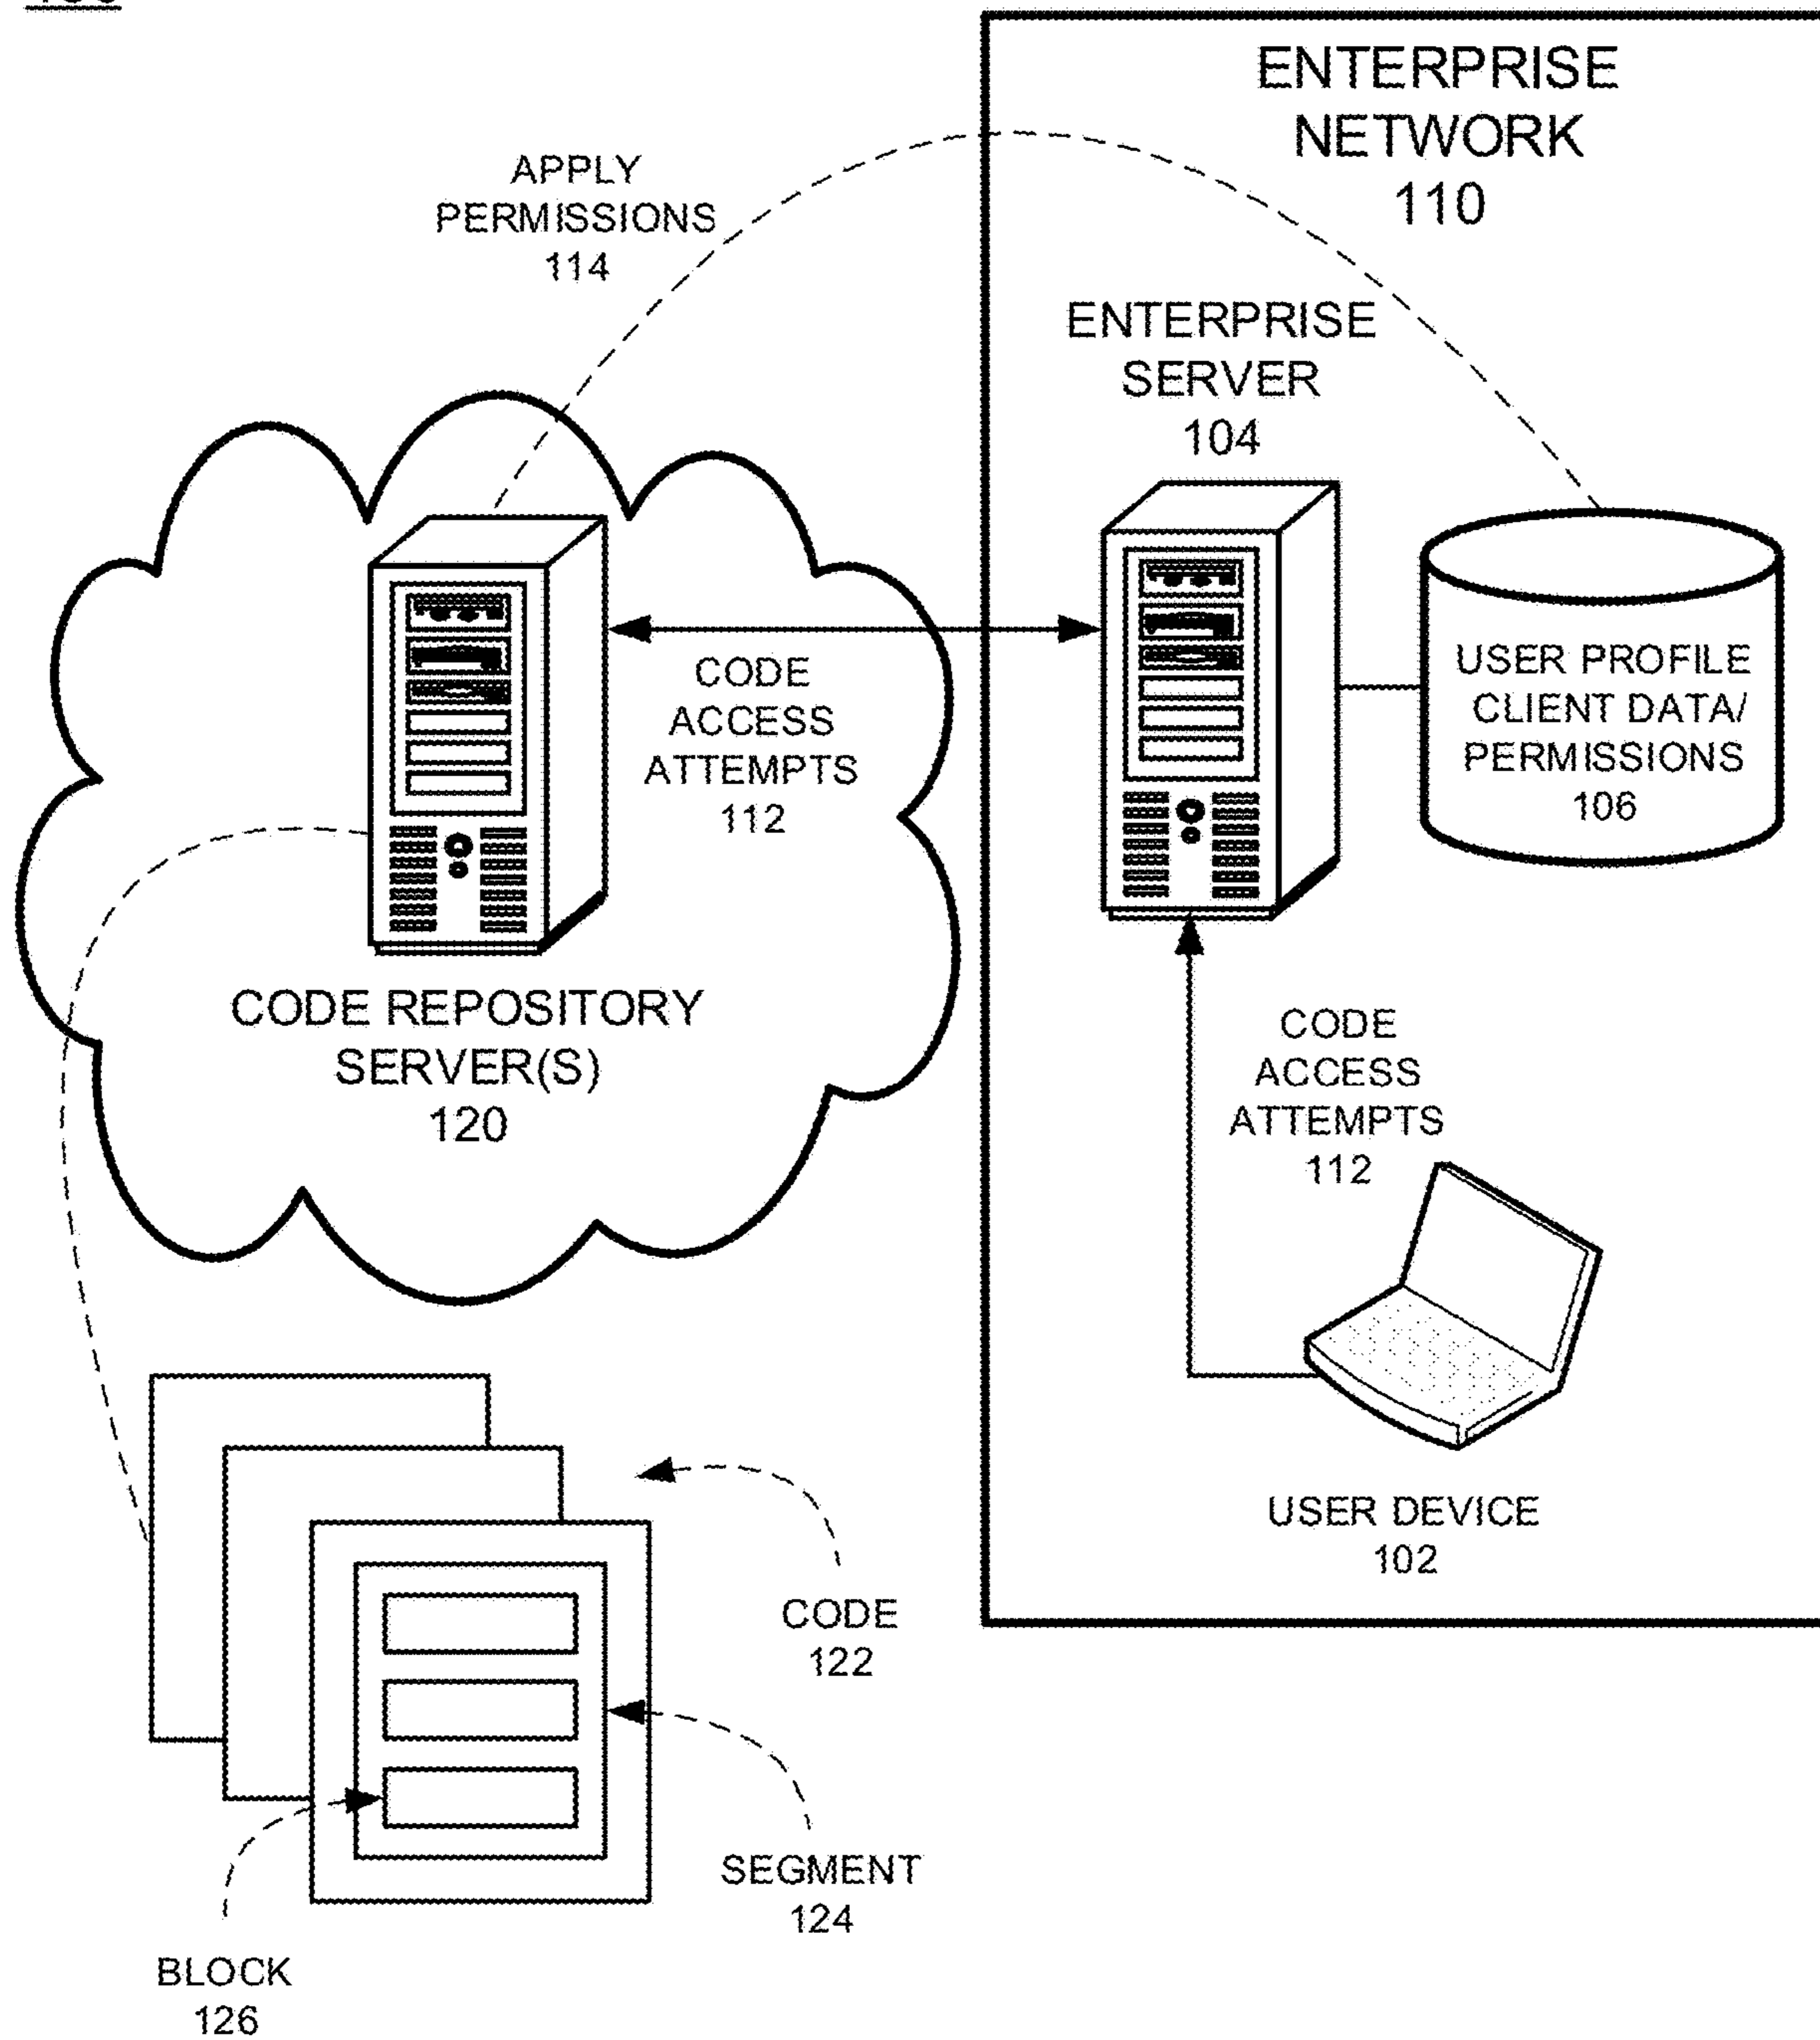 ENTERPRISE
NETWORK
110
APPLY
PERMISSIONS
114
ENTERPRISE
SERVER
104
CODE
ACCESS
ATTEMPTS
112
USER PROFILE
CLIENT DATA/
PERMISSIONS
106
CODE REPOSITORY
SERVER(S)
120
CODE
ACCESS
ATTEMPTS
112
USER DEVICE
102
CODE
122
SEGMENT
124
BLOCK
126